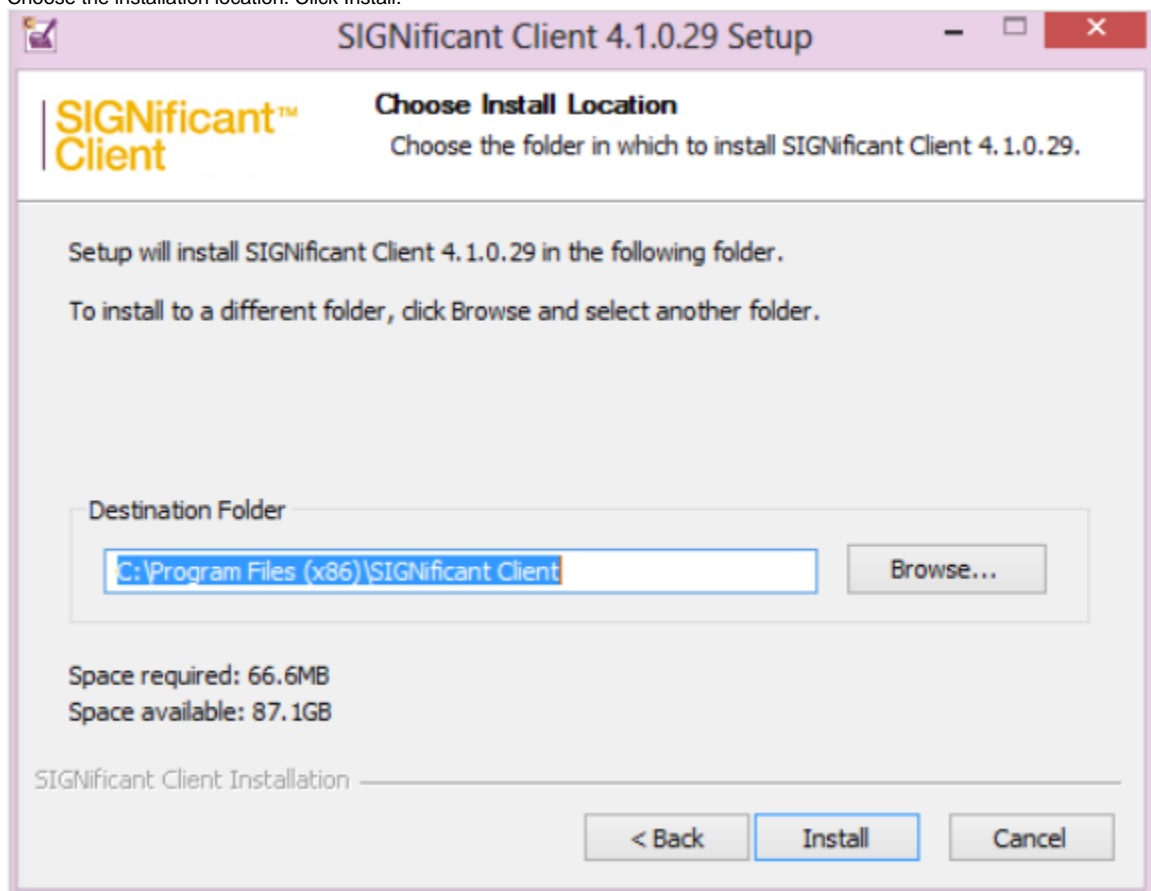 Choose the installation location. Click Install.
SIGNificant Client 4.1.0.29 Setup
SIGNificant™
Client
Choose Install Location
Choose the folder in which to install SIGNificant Client 4.1.0.29.
Setup will install SIGNificant Client 4.1.0.29 in the following folder.
To install to a different folder, click Browse and select another folder.
Destination Folder
C:\Program Files (x86)\SIGNificant Client
Browse...
Space required: 66.6MB
Space available: 87.1GB
SIGNificant Client Installation
< Back
Install
Cancel